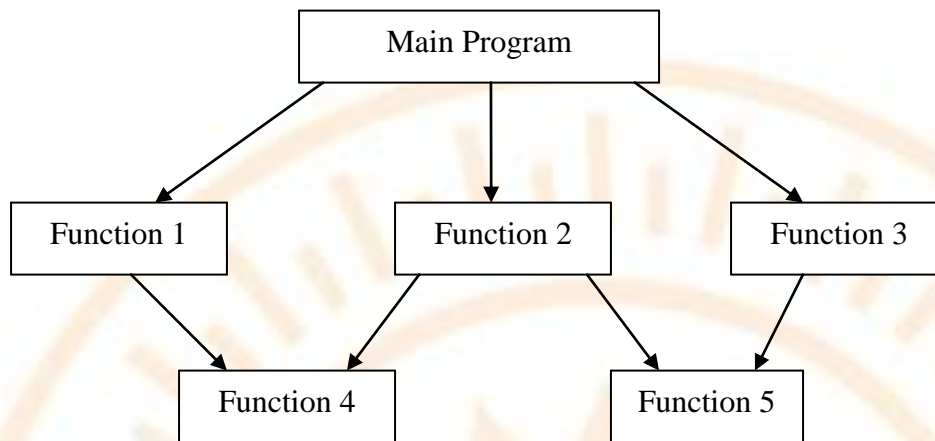 Main Program
Function 1
Function 2
Function 3
Function 4
Function 5